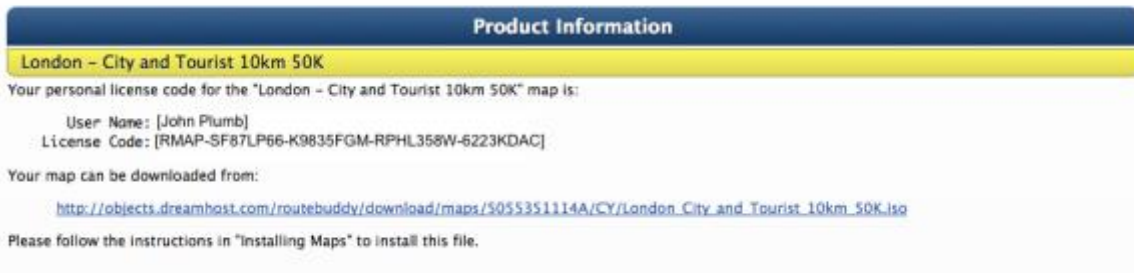 Product Information
London – City and Tourist 10km 50K
Your personal license code for the "London – City and Tourist 10km 50K" map is:
User Name: [John Plumb]
License Code: [RMAP-SF87LP66-K9835FGM-RPHL358W-6223KDAC]
Your map can be downloaded from:
http://objects.dreamhost.com/routebuddy/download/maps/5055351114A/CY/London_City_and_Tourist_10km_50K.iso
Please follow the instructions in "Installing Maps" to install this file.